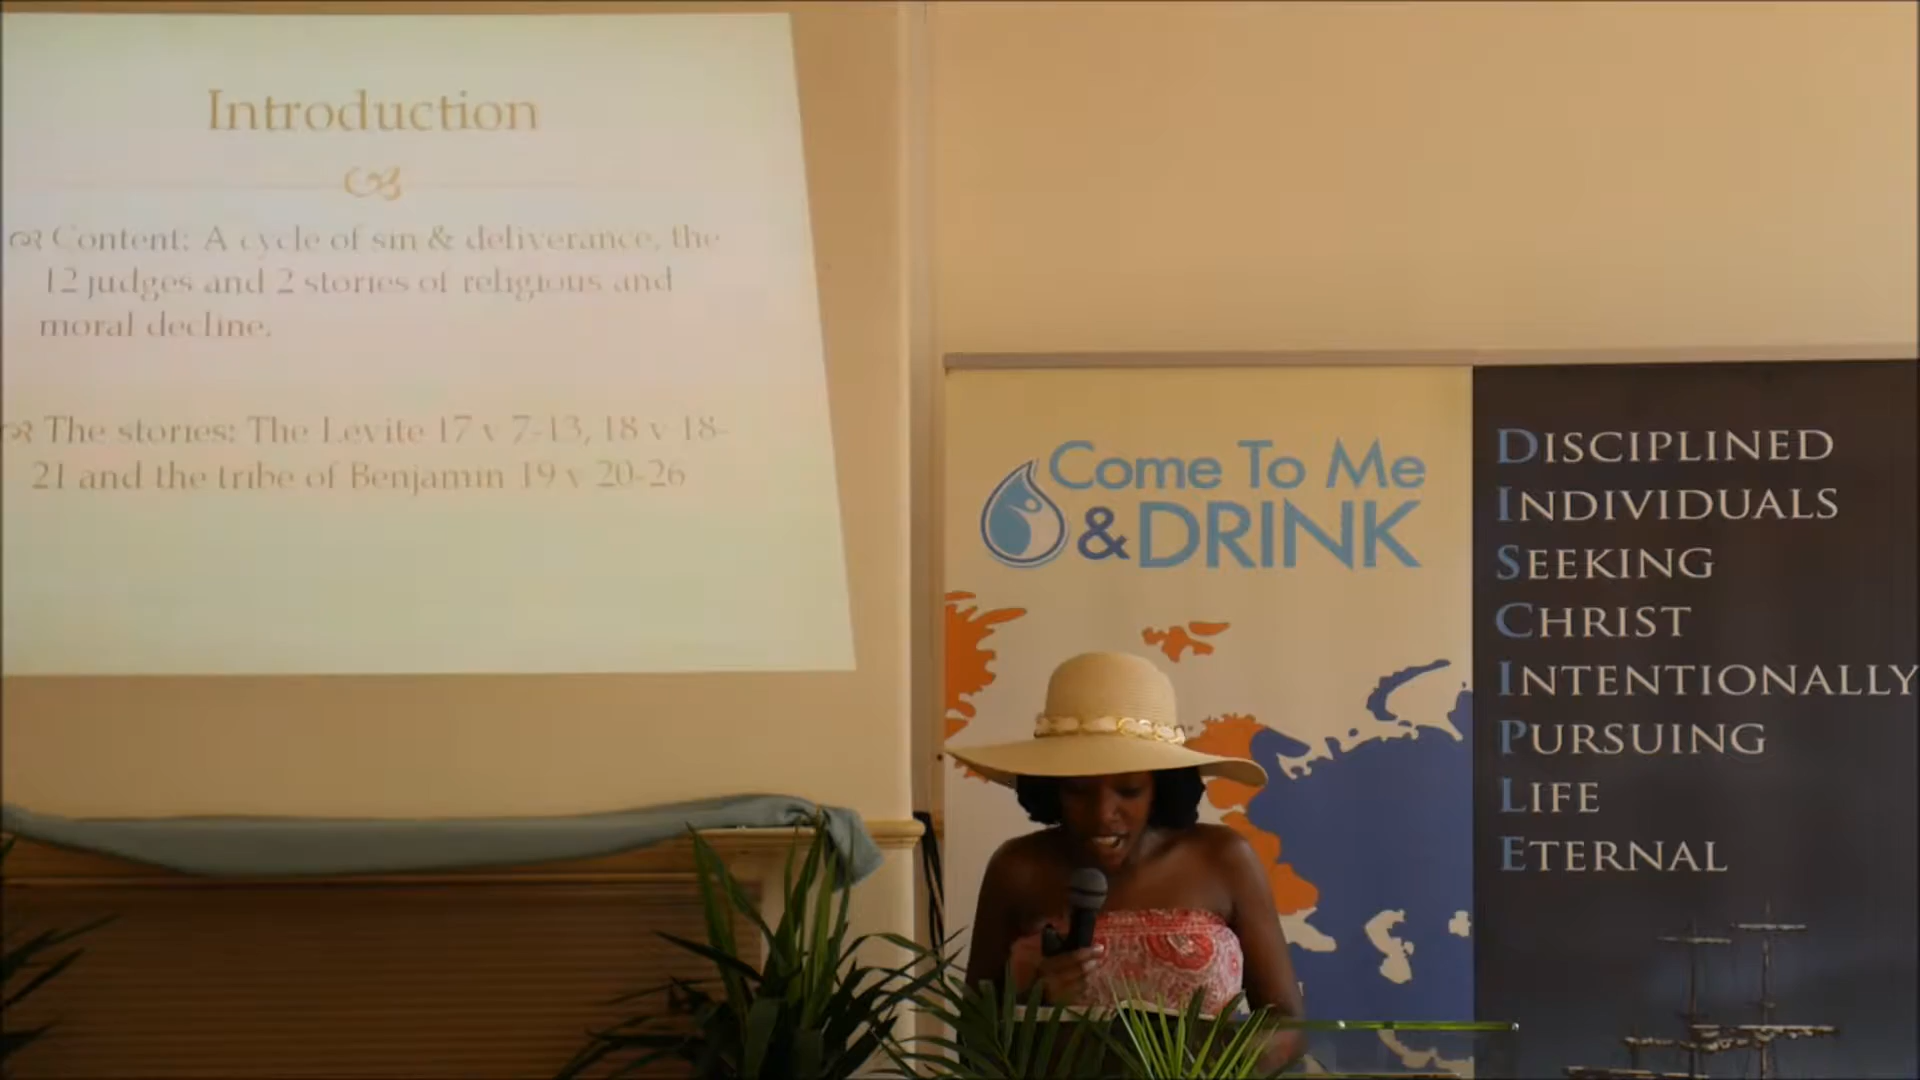 Introduction
Content: A cycle of sin & deliverance, the
12 judges and 2 stories of religious and
moral decline.
The stories: The Levite 17 v 7-13, 18 v 18-
21 and the tribe of Benjamin 19 v 20-26
Come To Me
& DRINK
DISCIPLINED
INDIVIDUALS
SEEKING
CHRIST
INTENTIONALLY
PURSUING
LIFE
ETERNAL